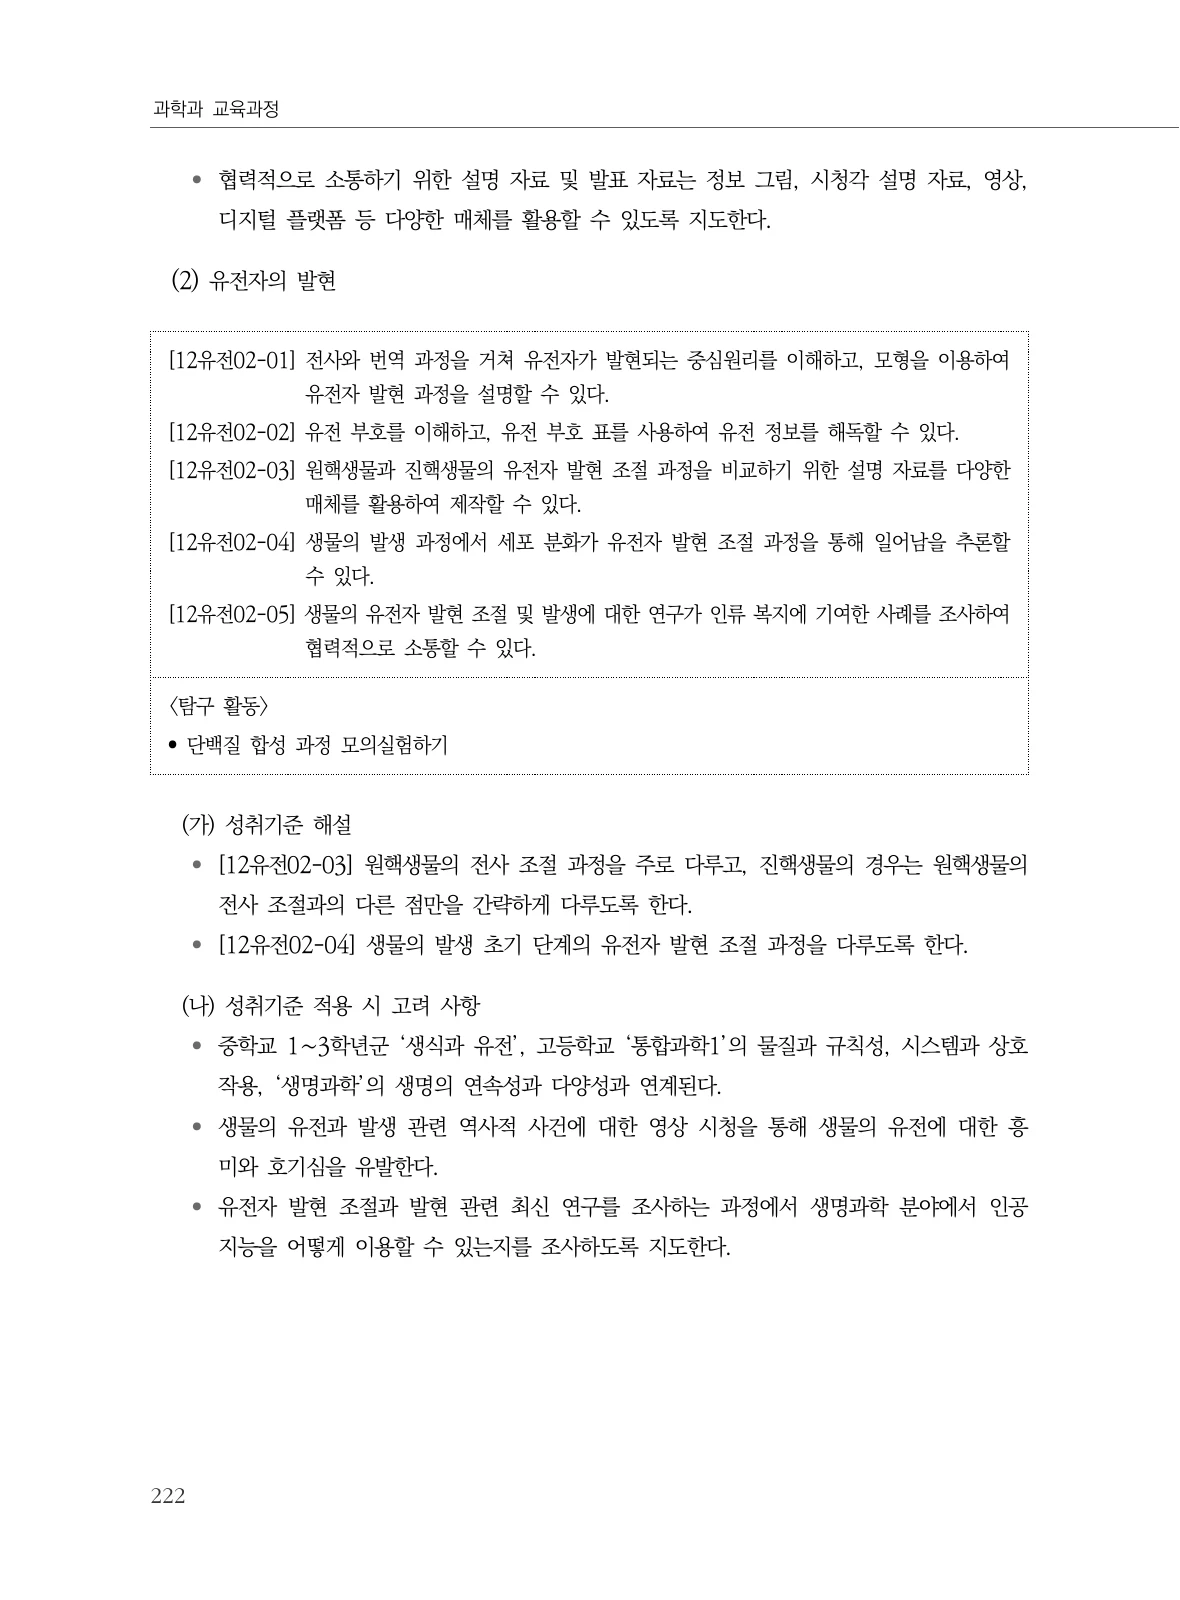 과학과 교육과정
• 협력적으로 소통하기 위한 설명 자료 및 발표 자료는 정보 그림, 시청각 설명 자료, 영상,
디지털 플랫폼 등 다양한 매체를 활용할 수 있도록 지도한다.
(2) 유전자의 발현
[12유전02-01] 전사와 번역 과정을 거쳐 유전자가 발현되는 중심원리를 이해하고, 모형을 이용하여
유전자 발현 과정을 설명할 수 있다.
[12유전02-02] 유전 부호를 이해하고, 유전 부호 표를 사용하여 유전 정보를 해독할 수 있다.
[12유전02-03] 원핵생물과 진핵생물의 유전자 발현 조절 과정을 비교하기 위한 설명 자료를 다양한
매체를 활용하여 제작할 수 있다.
[12유전02-04] 생물의 발생 과정에서 세포 분화가 유전자 발현 조절 과정을 통해 일어남을 추론할
수 있다.
[12유전02-05] 생물의 유전자 발현 조절 및 발생에 대한 연구가 인류 복지에 기여한 사례를 조사하여
협력적으로 소통할 수 있다.
〈탐구 활동〉
• 단백질 합성 과정 모의실험하기
(가) 성취기준 해설
• [12유전02-03] 원핵생물의 전사 조절 과정을 주로 다루고, 진핵생물의 경우는 원핵생물의
전사 조절과의 다른 점만을 간략하게 다루도록 한다.
• [12유전02-04] 생물의 발생 초기 단계의 유전자 발현 조절 과정을 다루도록 한다.
(나) 성취기준 적용 시 고려 사항
• 중학교 1~3학년군 ‘생식과 유전’, 고등학교 ‘통합과학1’의 물질과 규칙성, 시스템과 상호
작용, ‘생명과학’의 생명의 연속성과 다양성과 연계된다.
• 생물의 유전과 발생 관련 역사적 사건에 대한 영상 시청을 통해 생물의 유전에 대한 흥
미와 호기심을 유발한다.
• 유전자 발현 조절과 발현 관련 최신 연구를 조사하는 과정에서 생명과학 분야에서 인공
지능을 어떻게 이용할 수 있는지를 조사하도록 지도한다.
222